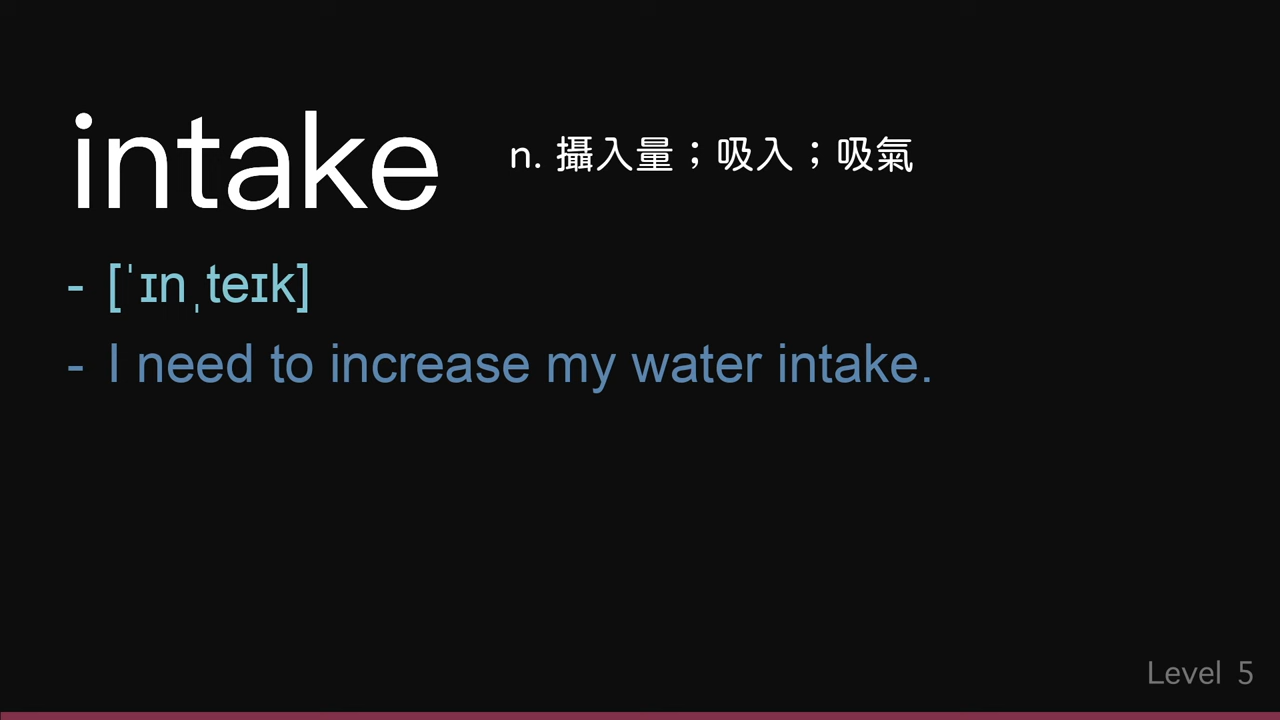 intake n. 攝入量；吸入；吸氣
- [ˈɪnˌteɪk]
- I need to increase my water intake.
Level 5